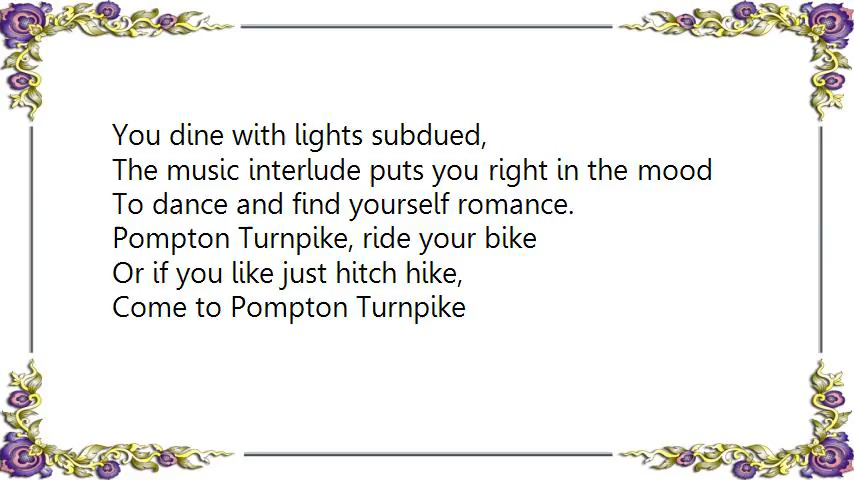 You dine with lights subdued,
The music interlude puts you right in the mood
To dance and find yourself romance.
Pompton Turnpike, ride your bike
Or if you like just hitch hike,
Come to Pompton Turnpike